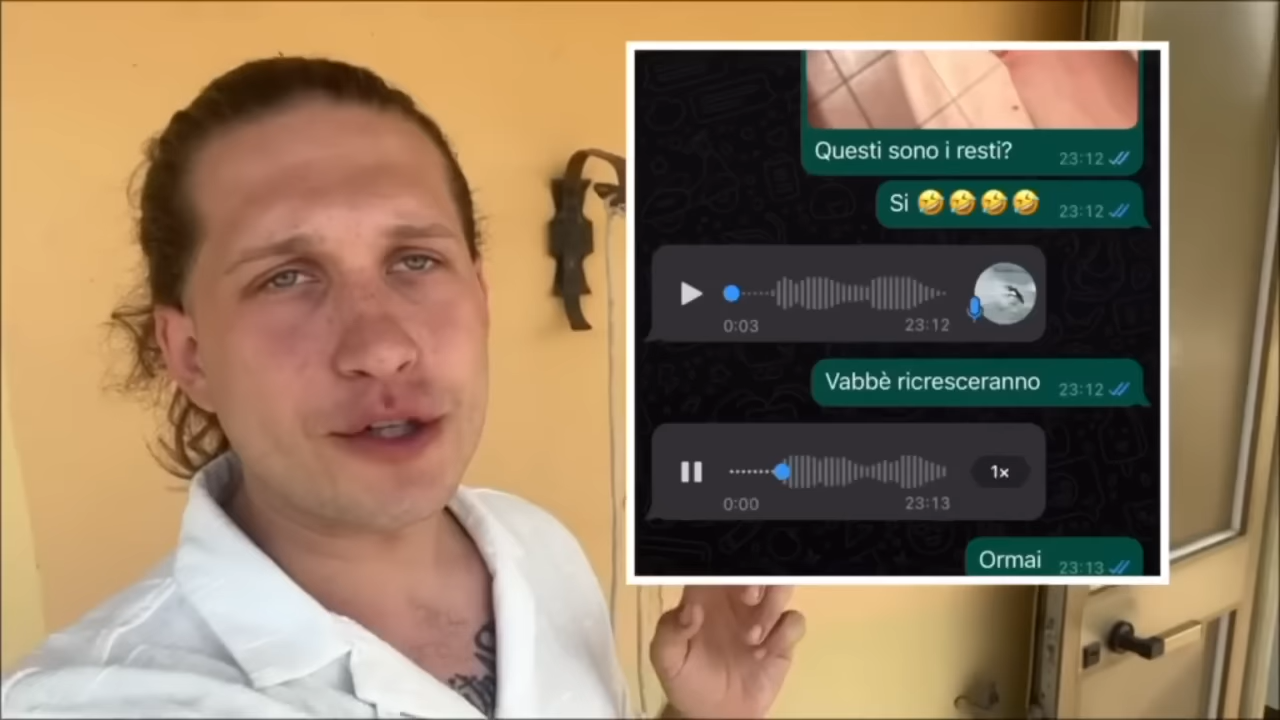 Questi sono i resti? 23:12
Si 🤣🤣🤣🤣 23:12
0:03 23:12
Vabbè ricresceranno 23:12
1×
0:00 23:13
Ormai 23:13